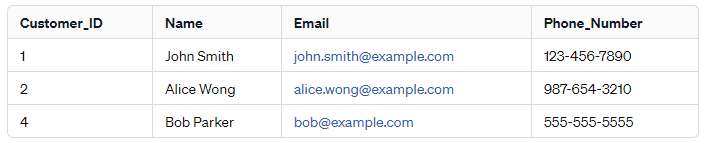 Customer_ID Name Email Phone_Number
1 John Smith john.smith@example.com 123-456-7890
2 Alice Wong alice.wong@example.com 987-654-3210
4 Bob Parker bob@example.com 555-555-5555